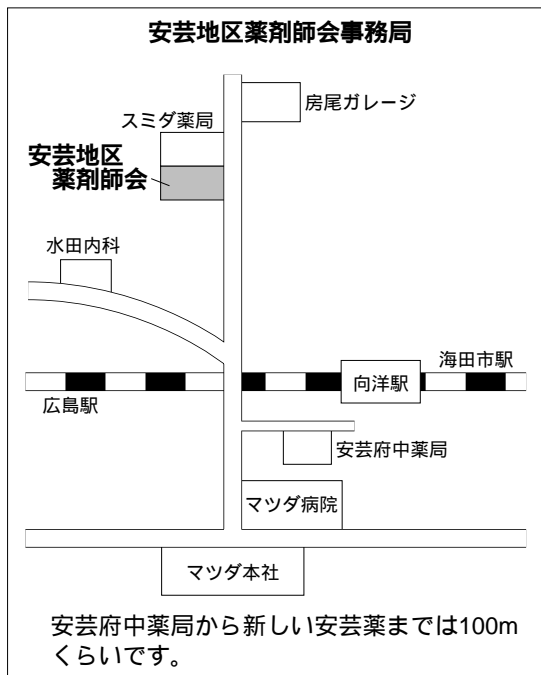 安芸地区薬剤師会事務局
房尾ガレージ
スミダ薬局
安芸地区
薬剤師会
水田内科
海田市駅
向洋駅
広島駅
安芸府中薬局
マツダ病院
マツダ本社
安芸府中薬局から新しい安芸薬までは100m
くらいです。